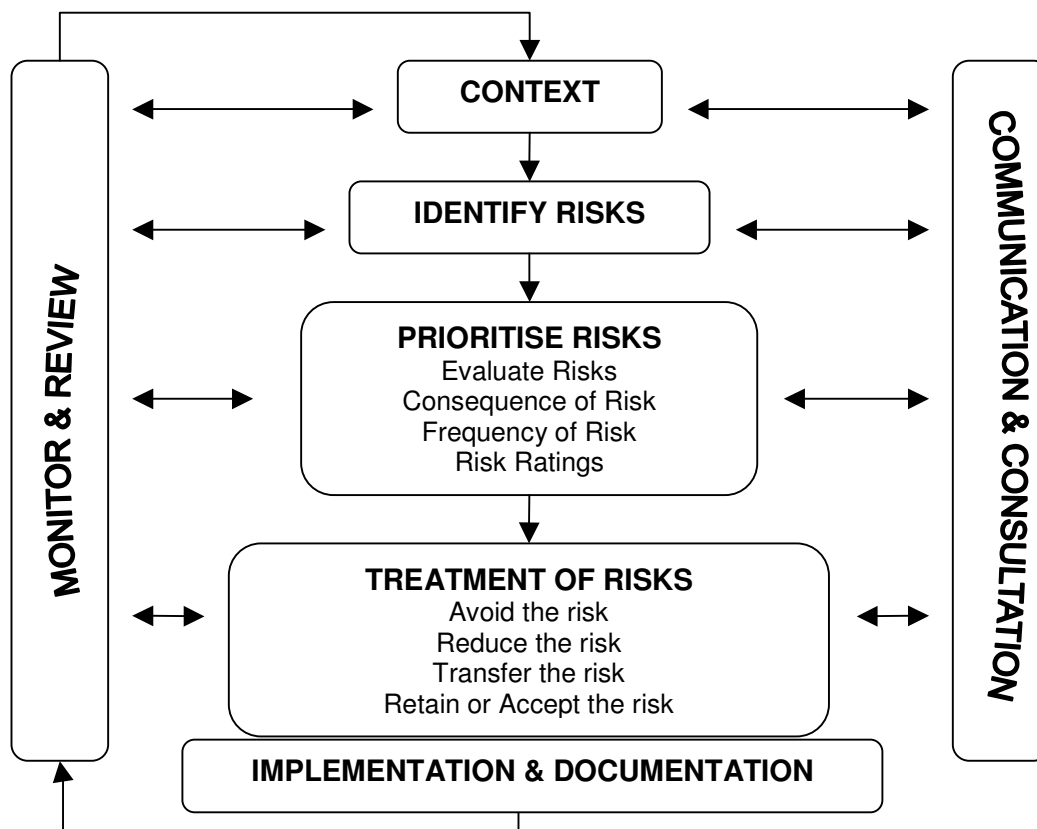 CONTEXT
IDENTIFY RISKS
PRIORITISE RISKS
Evaluate Risks
Consequence of Risk
Frequency of Risk
Risk Ratings
TREATMENT OF RISKS
Avoid the risk
Reduce the risk
Transfer the risk
Retain or Accept the risk
IMPLEMENTATION & DOCUMENTATION
MONITOR & REVIEW
COMMUNICATION & CONSULTATION